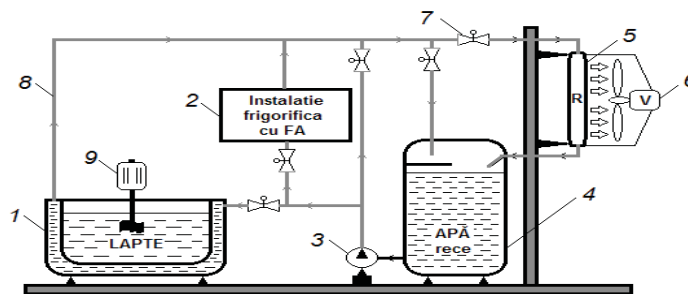 7
5
8
2
Instalatie
frigorifica
cu FA
R
V
6
9
1
LAPTE
3
APĂ
rece
4